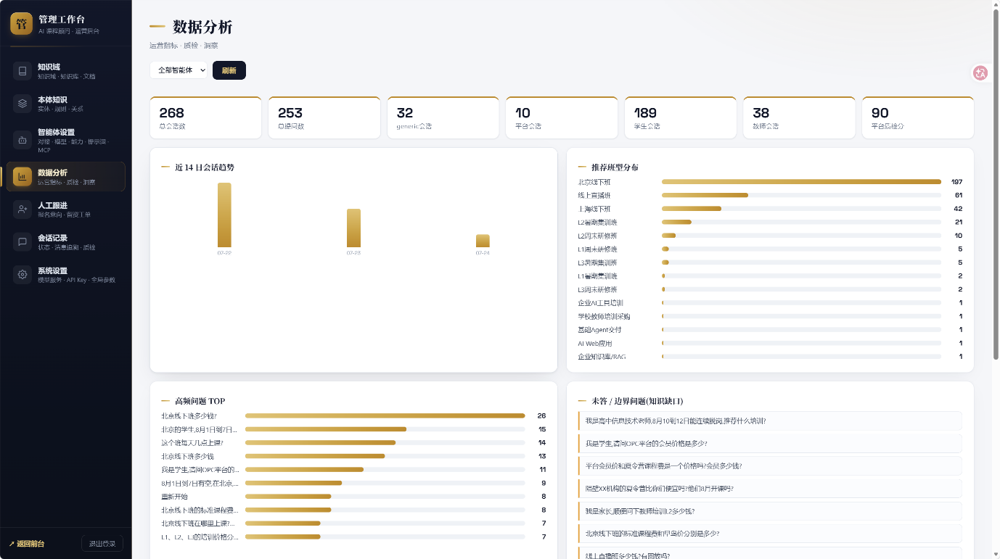 管
管理工作台
AI 课程顾问 · 运营后台
知识域
知识域 · 知识库 · 文档
本体知识
实体 · 规则 · 关系
智能体设置
对接 · 模型 · 能力 · 提示词 ·
MCP
数据分析
运营指标 · 质检 · 洞察
人工跟进
报名意向 · 留资工单
会话记录
状态 · 消息追溯 · 质检
系统设置
模型服务 · API Key · 全局参数
↗ 返回前台
退出登录
数据分析
运营指标 · 质检 · 洞察
全部智能体
刷新
268
总会话数
253
总提问数
32
generic会话
10
平台会话
189
学生会话
38
教师会话
90
平台质检分
近 14 日会话趋势
07-22
07-23
07-24
推荐班型分布
北京线下班 197
线上直播班 61
上海线下班 42
L2暑期集训班 21
L2周末研修班 10
L1周末研修班 5
L3暑期集训班 5
L1暑期集训班 2
L3周末研修班 2
企业AI工具培训 1
学校教师培训采购 1
基础Agent交付 1
AI Web应用 1
企业知识库/RAG 1
高频问题 TOP
北京线下班多少钱? 26
北京的学生,8月1日到7日... 15
这个班每天几点上课? 14
北京线下班多少钱 13
我是学生,请问OPC平台的... 11
8月1日到7日有空,在北京,... 9
重新开始 8
北京线下班的标准课程费... 8
北京线下班在哪里上课?... 7
L1、L2、L3的培训价格分... 7
未答 / 边界问题(知识缺口)
我是高中信息技术老师,8月10到12日能连续脱岗,推荐什么培训?
我是学生,请问OPC平台的会员价格是多少?
平台会员价和夏令营课程费是一个价格吗?会员多少钱?
隔壁XX机构的夏令营比你们便宜吗?他们8月开课吗?
我是家长,顺便问下教师培训L2多少钱?
北京线下班的标准课程费和早鸟价分别是多少?
线上直播班多少钱?有回放吗?